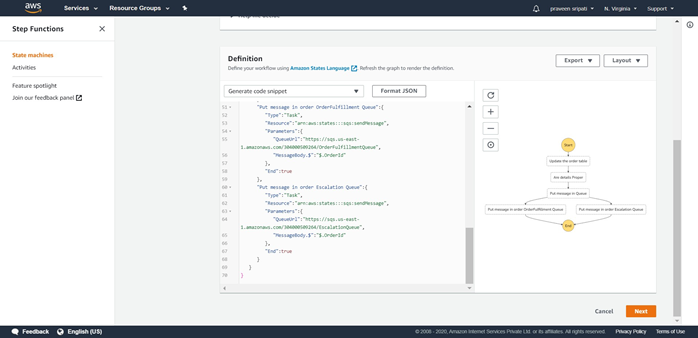 aws
Services
Resource Groups
praveen sripati
N. Virginia
Support
Step Functions
State machines
Activities
Feature spotlight
Join our feedback panel
Definition
Define your workflow using Amazon States Language. Refresh the graph to render the definition.
Export
Layout
Generate code snippet
Format JSON
51 "Put message in order OrderFulfillment Queue":{
52 "Type":"Task",
53 "Resource":"arn:aws:states:::sqs:sendMessage",
54 "Parameters":{
55 "QueueUrl":"https://sqs.us-east-
1.amazonaws.com/306000509264/OrderFulfillmentQueue",
56 "MessageBody.$":"$.OrderId"
57 },
58 "End":true
59 },
60 "Put message in order Escalation Queue":{
61 "Type":"Task",
62 "Resource":"arn:aws:states:::sqs:sendMessage",
63 "Parameters":{
64 "QueueUrl":"https://sqs.us-east-
1.amazonaws.com/306000509264/EscalationQueue",
65 "MessageBody.$":"$.OrderId"
66 },
67 "End":true
68 }
69 }
70 }
Start
Update the order table
Are details Proper
Put message in Queue
Put message in order OrderFulfillment Queue
Put message in order Escalation Queue
End
Cancel
Next
Feedback
English (US)
© 2008 - 2020, Amazon Internet Services Private Ltd. or its affiliates. All rights reserved.
Privacy Policy
Terms of Use